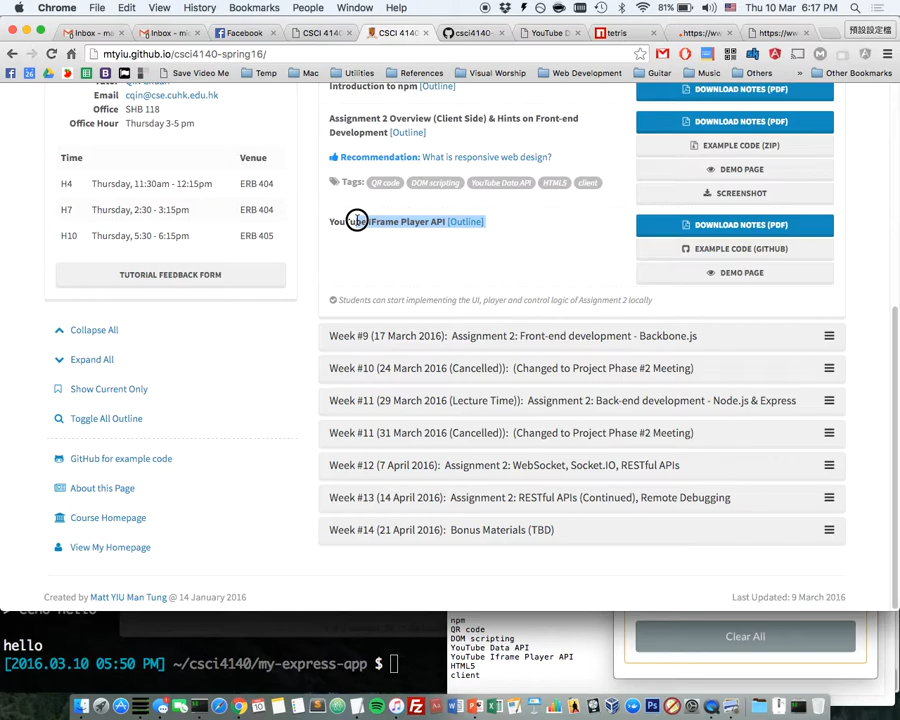 Chrome File Edit View History Bookmarks People Window Help 81% Thu 10 Mar 6:17 PM
Inbox - ma Inbox - mic Facebook CSCI 414 CSCI 4140 csci4140- YouTube D tetris https://ww https://www 預設設定檔
mtyiu.github.io/csci4140-spring16/
Save Video Me Temp Mac Utilities References Visual Worship Web Development Guitar Music Others Other Bookmarks
Email cqin@cse.cuhk.edu.hk
Office SHB 118
Office Hour Thursday 3-5 pm
Time Venue
H4 Thursday, 11:30am - 12:15pm ERB 404
H7 Thursday, 2:30 - 3:15pm ERB 404
H10 Thursday, 5:30 - 6:15pm ERB 405
TUTORIAL FEEDBACK FORM
Collapse All
Expand All
Show Current Only
Toggle All Outline
GitHub for example code
About this Page
Course Homepage
View My Homepage
Introduction to npm [Outline]
DOWNLOAD NOTES (PDF)
Assignment 2 Overview (Client Side) & Hints on Front-end
Development [Outline]
Recommendation: What is responsive web design?
Tags: QR code DOM scripting YouTube Data API HTML5 client
DOWNLOAD NOTES (PDF)
EXAMPLE CODE (ZIP)
DEMO PAGE
SCREENSHOT
YouTube iFrame Player API [Outline]
DOWNLOAD NOTES (PDF)
EXAMPLE CODE (GITHUB)
DEMO PAGE
Students can start implementing the UI, player and control logic of Assignment 2 locally
Week #9 (17 March 2016): Assignment 2: Front-end development - Backbone.js
Week #10 (24 March 2016 (Cancelled)): (Changed to Project Phase #2 Meeting)
Week #11 (29 March 2016 (Lecture Time)): Assignment 2: Back-end development - Node.js & Express
Week #11 (31 March 2016 (Cancelled)): (Changed to Project Phase #2 Meeting)
Week #12 (7 April 2016): Assignment 2: WebSocket, Socket.IO, RESTful APIs
Week #13 (14 April 2016): Assignment 2: RESTful APIs (Continued), Remote Debugging
Week #14 (21 April 2016): Bonus Materials (TBD)
Created by Matt YIU Man Tung @ 14 January 2016 Last Updated: 9 March 2016
hello
[2016.03.10 05:50 PM] ~/csci4140/my-express-app $
npm
QR code
DOM scripting
YouTube Data API
YouTube Iframe Player API
HTML5
client
Clear All